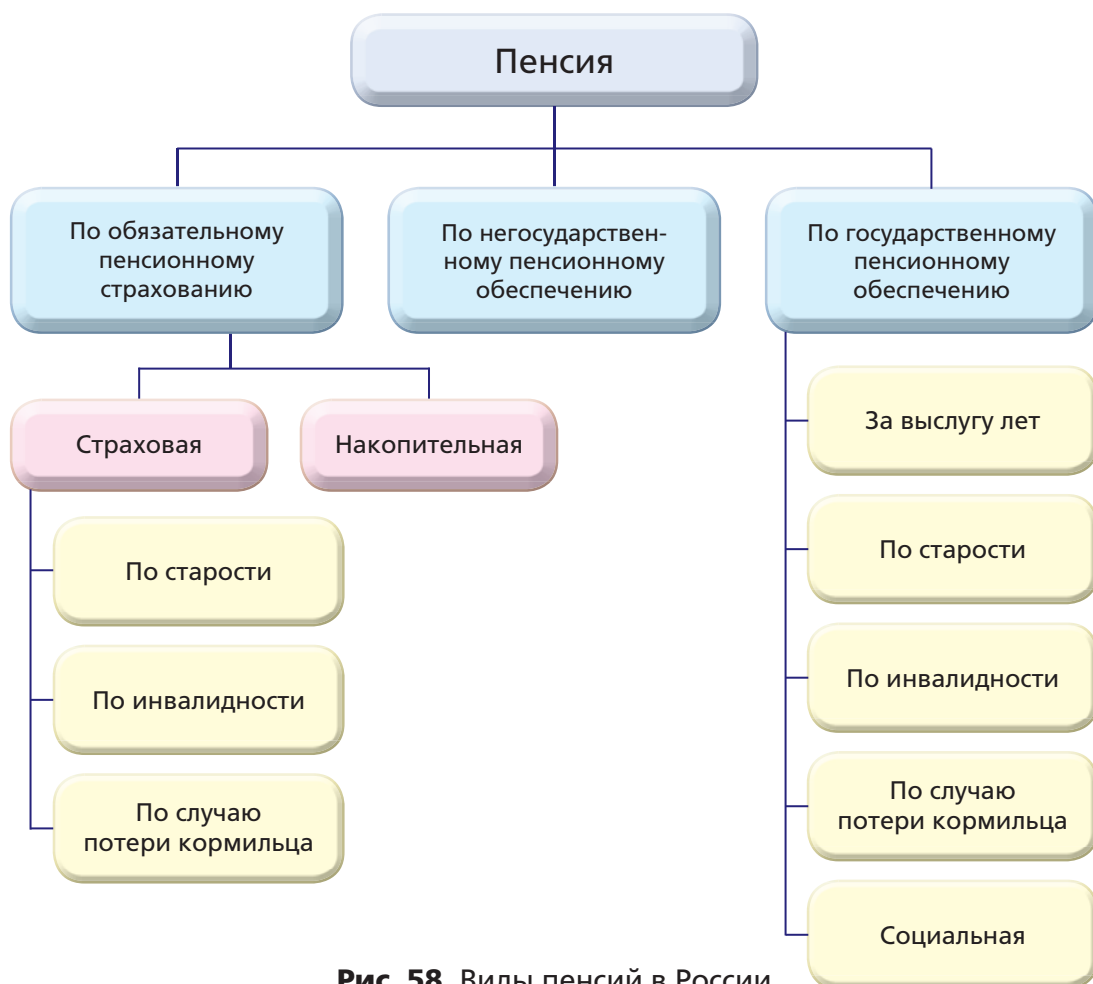 Пенсия
По обязательному
пенсионному
страхованию
По негосударствен-
ному пенсионному
обеспечению
По государственному
пенсионному
обеспечению
Страховая
Накопительная
По старости
По инвалидности
По случаю
потери кормильца
За выслугу лет
По старости
По инвалидности
По случаю
потери кормильца
Социальная
Рис. 58. Виды пенсий в России